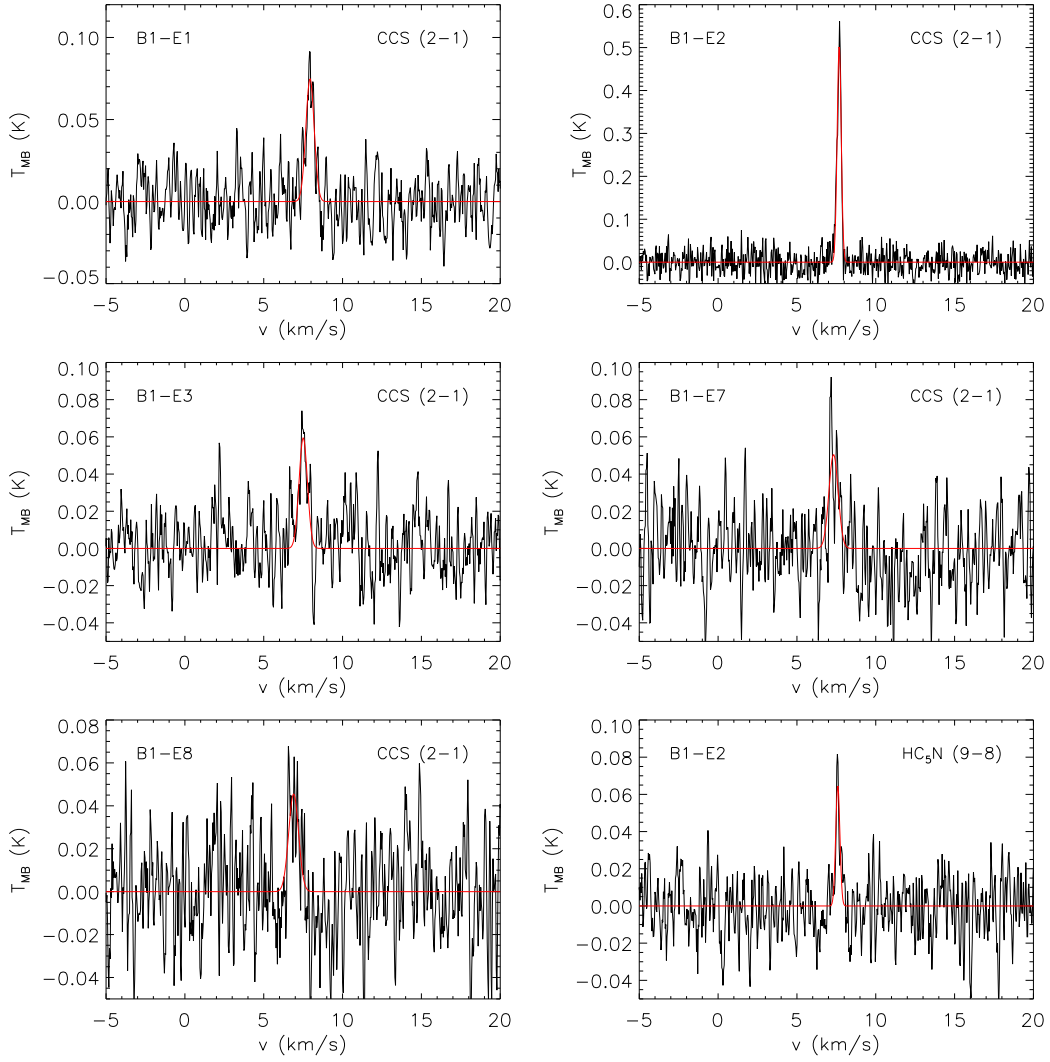 B1-E1 CCS (2-1)
0.10
0.05
0.00
-0.05
T_MB (K)
-5 0 5 10 15 20
v (km/s)
B1-E2 CCS (2-1)
0.6
0.5
0.4
0.3
0.2
0.1
0.0
T_MB (K)
-5 0 5 10 15 20
v (km/s)
B1-E3 CCS (2-1)
0.10
0.08
0.06
0.04
0.02
0.00
-0.02
-0.04
T_MB (K)
-5 0 5 10 15 20
v (km/s)
B1-E7 CCS (2-1)
0.10
0.08
0.06
0.04
0.02
0.00
-0.02
-0.04
T_MB (K)
-5 0 5 10 15 20
v (km/s)
B1-E8 CCS (2-1)
0.08
0.06
0.04
0.02
0.00
-0.02
-0.04
T_MB (K)
-5 0 5 10 15 20
v (km/s)
B1-E2 HC₅N (9-8)
0.10
0.08
0.06
0.04
0.02
0.00
-0.02
-0.04
T_MB (K)
-5 0 5 10 15 20
v (km/s)